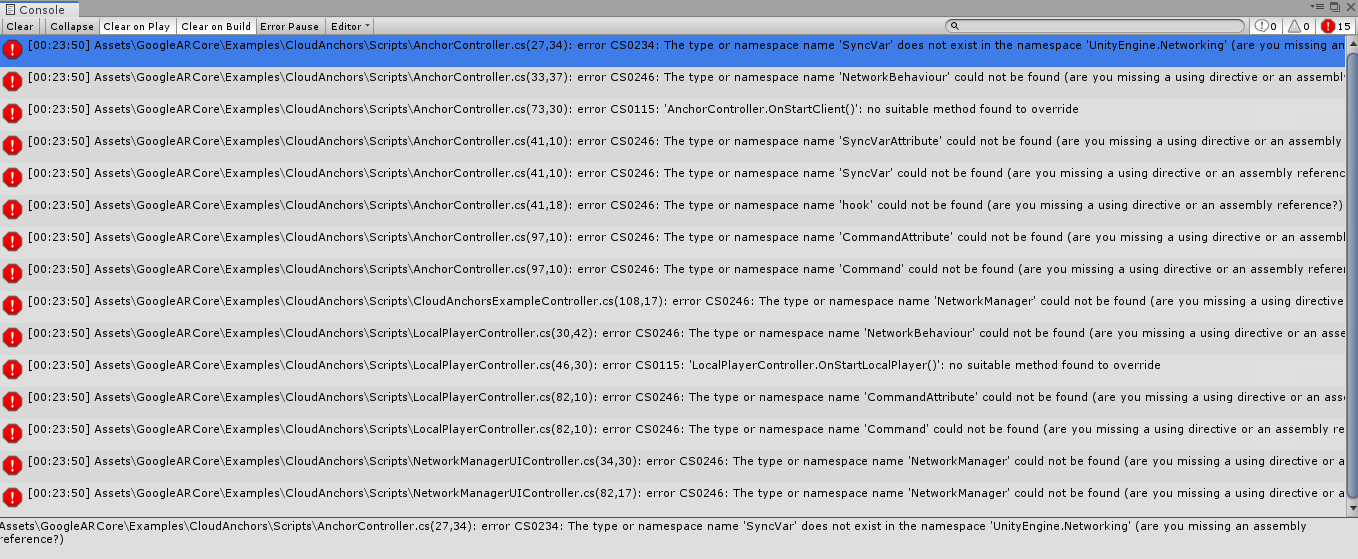 Console
Clear Collapse Clear on Play Clear on Build Error Pause Editor 0 0 15
[00:23:50] Assets\GoogleARCore\Examples\CloudAnchors\Scripts\AnchorController.cs(27,34): error CS0234: The type or namespace name 'SyncVar' does not exist in the namespace 'UnityEngine.Networking' (are you missing an
[00:23:50] Assets\GoogleARCore\Examples\CloudAnchors\Scripts\AnchorController.cs(33,37): error CS0246: The type or namespace name 'NetworkBehaviour' could not be found (are you missing a using directive or an assembl
[00:23:50] Assets\GoogleARCore\Examples\CloudAnchors\Scripts\AnchorController.cs(73,30): error CS0115: 'AnchorController.OnStartClient()': no suitable method found to override
[00:23:50] Assets\GoogleARCore\Examples\CloudAnchors\Scripts\AnchorController.cs(41,10): error CS0246: The type or namespace name 'SyncVarAttribute' could not be found (are you missing a using directive or an assembly
[00:23:50] Assets\GoogleARCore\Examples\CloudAnchors\Scripts\AnchorController.cs(41,10): error CS0246: The type or namespace name 'SyncVar' could not be found (are you missing a using directive or an assembly referenc
[00:23:50] Assets\GoogleARCore\Examples\CloudAnchors\Scripts\AnchorController.cs(41,18): error CS0246: The type or namespace name 'hook' could not be found (are you missing a using directive or an assembly reference?)
[00:23:50] Assets\GoogleARCore\Examples\CloudAnchors\Scripts\AnchorController.cs(97,10): error CS0246: The type or namespace name 'CommandAttribute' could not be found (are you missing a using directive or an assembl
[00:23:50] Assets\GoogleARCore\Examples\CloudAnchors\Scripts\AnchorController.cs(97,10): error CS0246: The type or namespace name 'Command' could not be found (are you missing a using directive or an assembly referen
[00:23:50] Assets\GoogleARCore\Examples\CloudAnchors\Scripts\CloudAnchorsExampleController.cs(108,17): error CS0246: The type or namespace name 'NetworkManager' could not be found (are you missing a using directive
[00:23:50] Assets\GoogleARCore\Examples\CloudAnchors\Scripts\LocalPlayerController.cs(30,42): error CS0246: The type or namespace name 'NetworkBehaviour' could not be found (are you missing a using directive or an asse
[00:23:50] Assets\GoogleARCore\Examples\CloudAnchors\Scripts\LocalPlayerController.cs(46,30): error CS0115: 'LocalPlayerController.OnStartLocalPlayer()': no suitable method found to override
[00:23:50] Assets\GoogleARCore\Examples\CloudAnchors\Scripts\LocalPlayerController.cs(82,10): error CS0246: The type or namespace name 'CommandAttribute' could not be found (are you missing a using directive or an asse
[00:23:50] Assets\GoogleARCore\Examples\CloudAnchors\Scripts\LocalPlayerController.cs(82,10): error CS0246: The type or namespace name 'Command' could not be found (are you missing a using directive or an assembly re
[00:23:50] Assets\GoogleARCore\Examples\CloudAnchors\Scripts\NetworkManagerUIController.cs(34,30): error CS0246: The type or namespace name 'NetworkManager' could not be found (are you missing a using directive or a
[00:23:50] Assets\GoogleARCore\Examples\CloudAnchors\Scripts\NetworkManagerUIController.cs(82,17): error CS0246: The type or namespace name 'NetworkManager' could not be found (are you missing a using directive or a
Assets\GoogleARCore\Examples\CloudAnchors\Scripts\AnchorController.cs(27,34): error CS0234: The type or namespace name 'SyncVar' does not exist in the namespace 'UnityEngine.Networking' (are you missing an assembly
reference?)